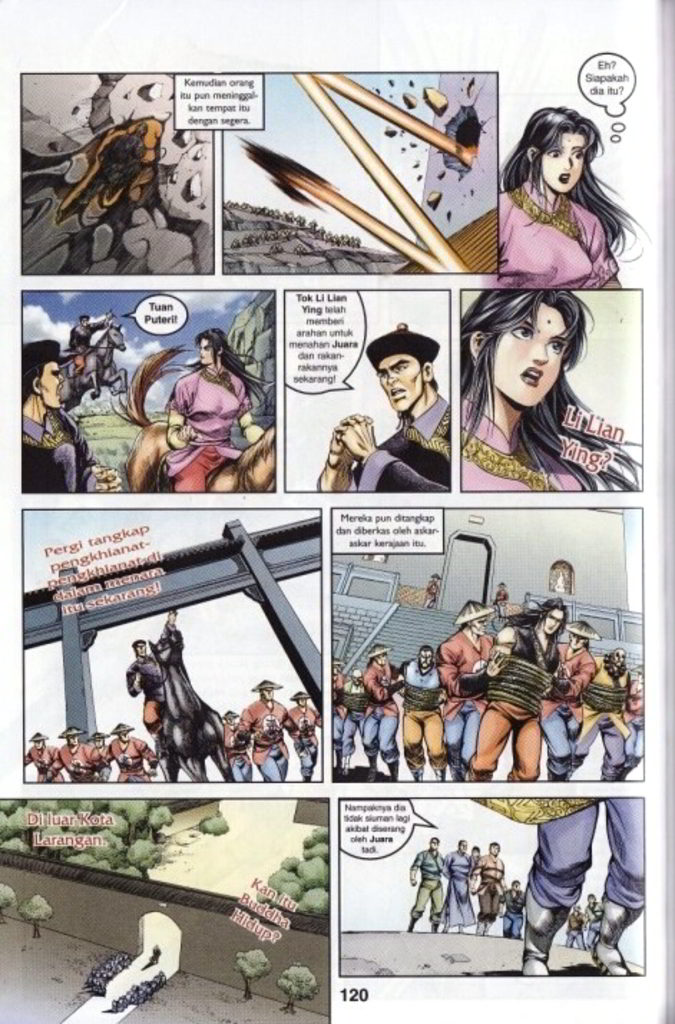 Kemudian orang
itu pun meninggal-
kan tempat itu
dengan segera.
Eh?
Siapakah
dia itu?
Tuan
Puteri!
Tok Li Lian
Ying telah
memberi
arahan untuk
menahan Juara
dan rakan-
rakannya
sekarang!
Li Lian
Ying?
Pergi tangkap
pengkhianat-
pengkhianat di
dalam menara
itu sekarang!
Mereka pun ditangkap
dan diberkas oleh askar-
askar kerajaan itu.
Di luar Kota
Larangan.
Kan itu
Buddha
Hidup?
Nampaknya dia
tidak siuman lagi
akibat diserang
oleh Juara
tadi.
120